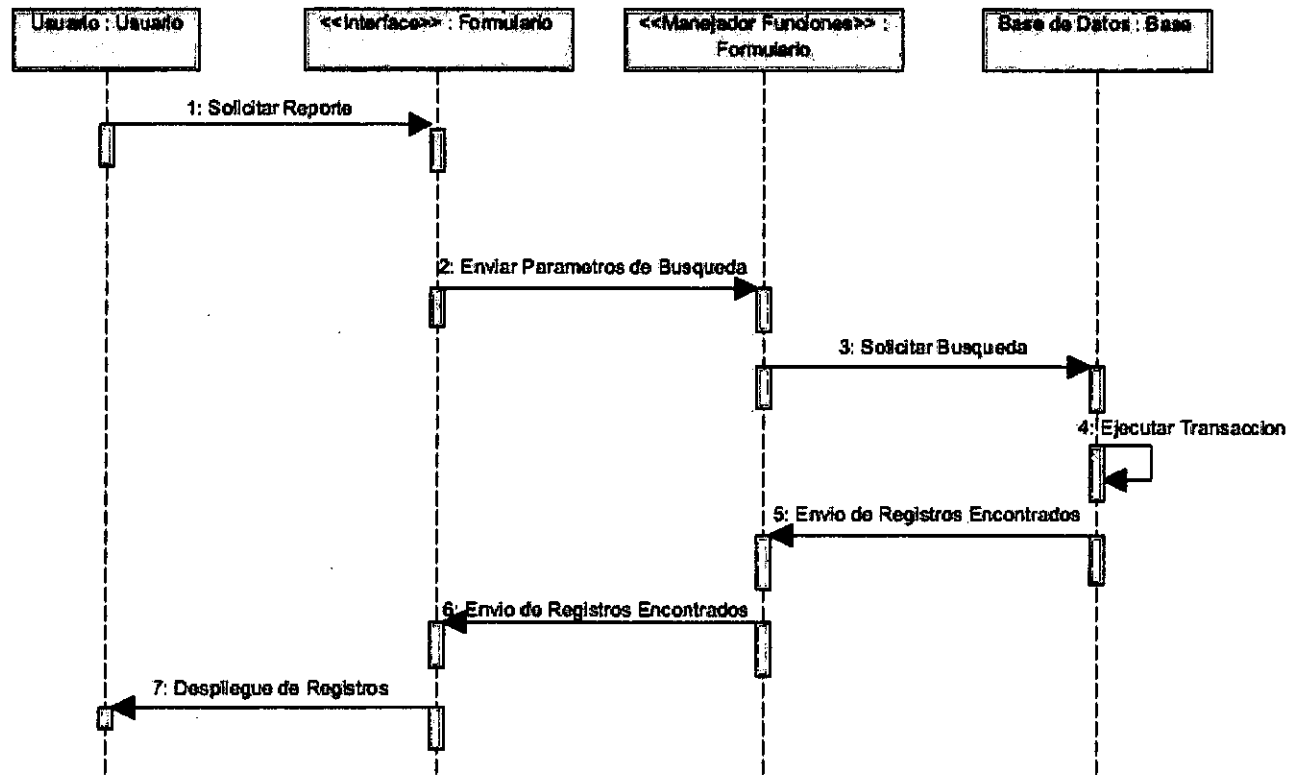 Usuario : Usuario
<<Interface>> : Formulario
<<Manejador Funciones>> :
Formulario
Base de Datos : Base
1: Solicitar Reporte
2: Enviar Parametros de Busqueda
3: Solicitar Busqueda
4: Ejecutar Transaccion
5: Envio de Registros Encontrados
6: Envio de Registros Encontrados
7: Despliegue de Registros